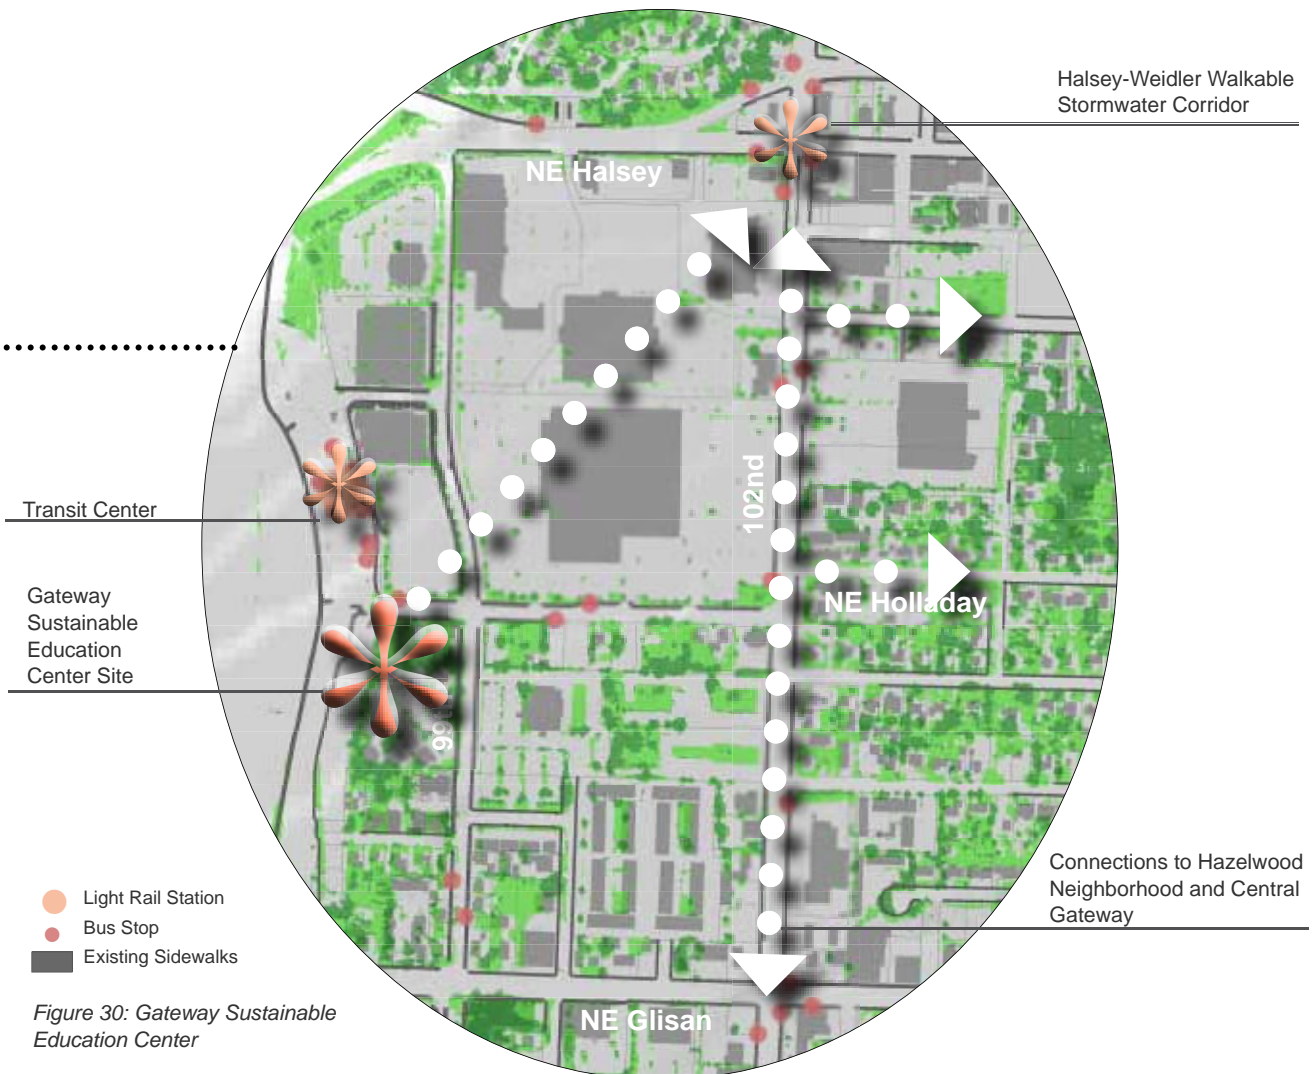 Halsey-Weidler Walkable
Stormwater Corridor
NE Halsey
102nd
Transit Center
Gateway
Sustainable
Education
Center Site
NE Holladay
Connections to Hazelwood
Neighborhood and Central
Gateway
Light Rail Station
Bus Stop
Existing Sidewalks
NE Glisan
Figure 30: Gateway Sustainable
Education Center